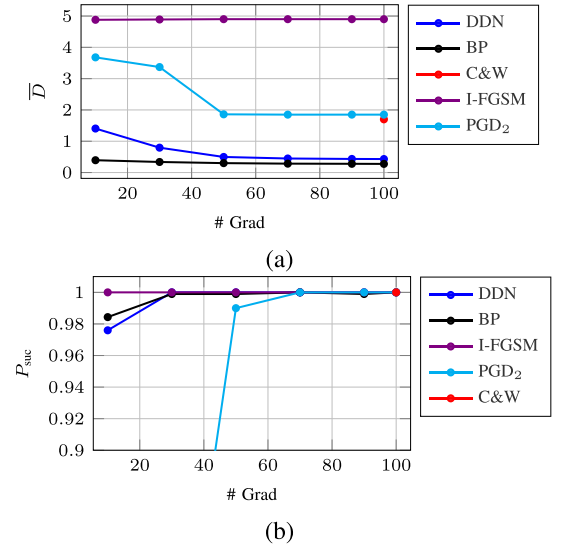 5
4
3
2
1
0
D
20
40
60
80
100
# Grad
DDN
BP
C&W
I-FGSM
PGD₂
(a)
1
0.98
0.96
0.94
0.92
0.9
Psuc
20
40
60
80
100
# Grad
DDN
BP
I-FGSM
PGD₂
C&W
(b)